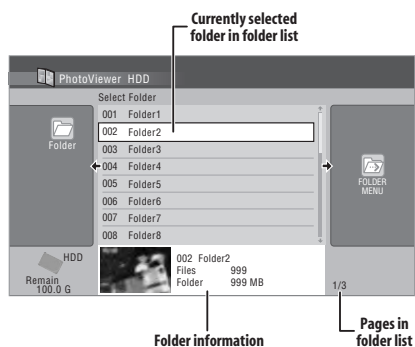 Currently selected
folder in folder list
PhotoViewer HDD
Select Folder
001 Folder1
002 Folder2
003 Folder3
004 Folder4
005 Folder5
006 Folder6
007 Folder7
008 Folder8
Folder
FOLDER
MENU
HDD
Remain
100.0 G
002 Folder2
Files 999
Folder 999 MB
1/3
Folder information
Pages in
folder list